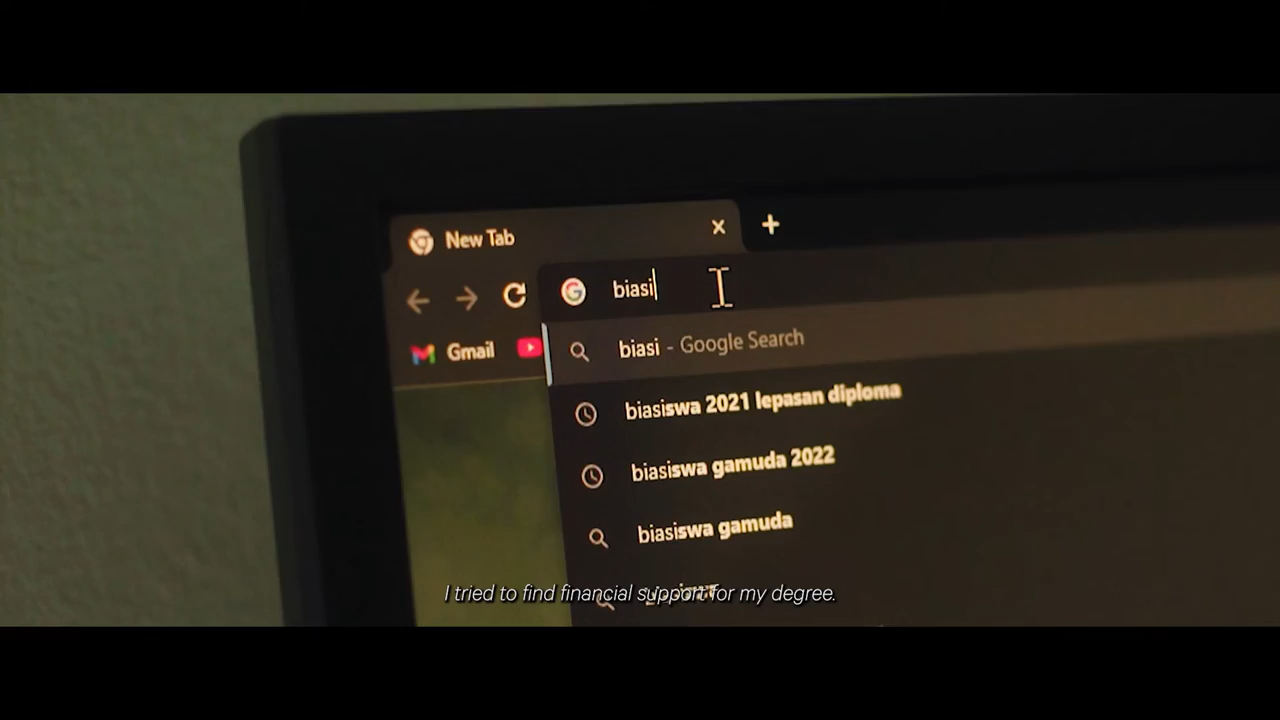 New Tab
biasi
Gmail
biasi - Google Search
biasiswa 2021 lepasan diploma
biasiswa gamuda 2022
biasiswa gamuda
I tried to find financial support for my degree.